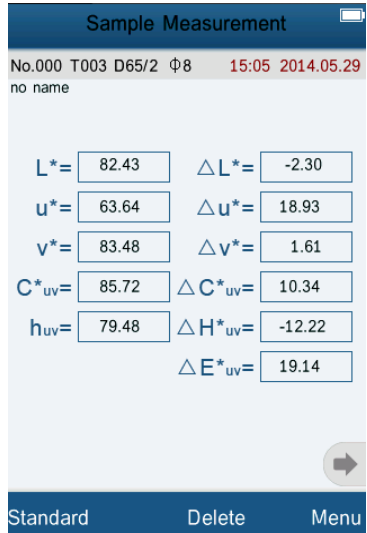 Sample Measurement
No.000 T003 D65/2 Φ8 15:05 2014.05.29
no name
L*= 82.43 △L*= -2.30
u*= 63.64 △u*= 18.93
v*= 83.48 △v*= 1.61
C*uv= 85.72 △C*uv= 10.34
huv= 79.48 △H*uv= -12.22
△E*uv= 19.14
Standard Delete Menu